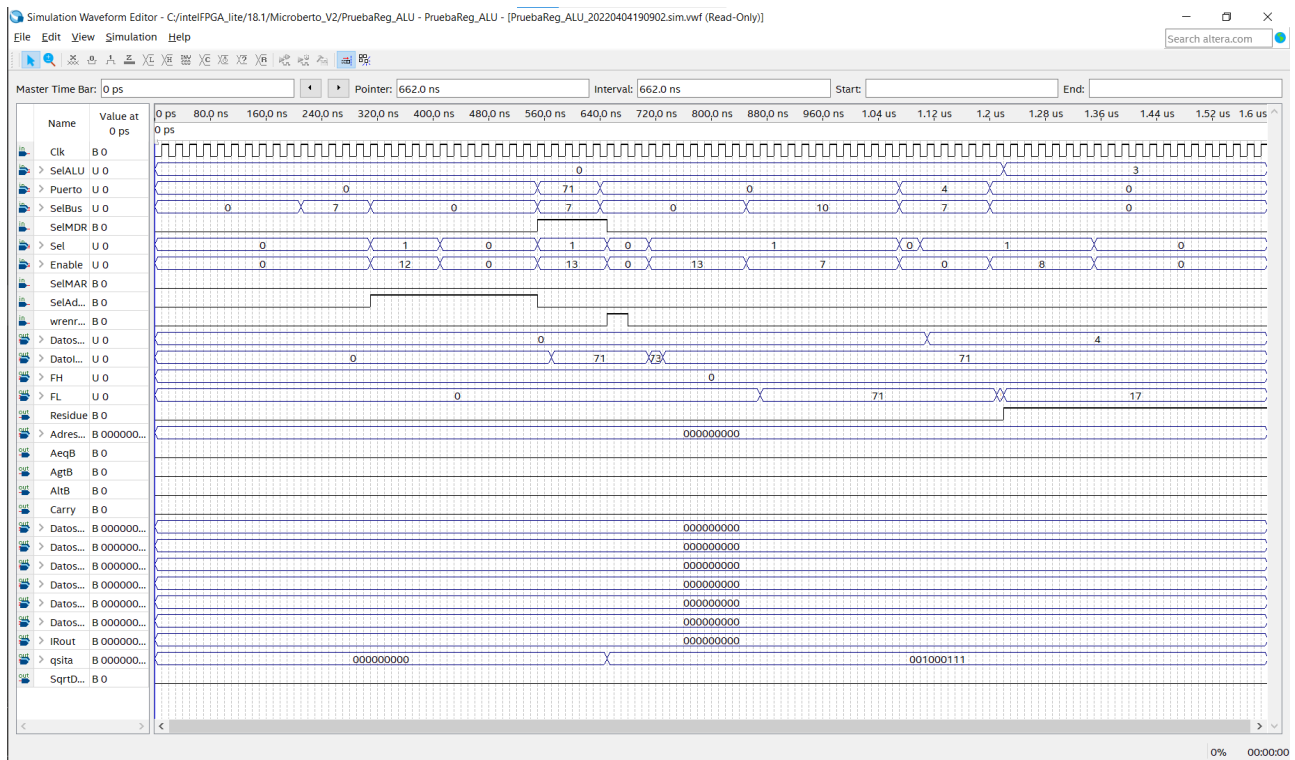 Simulation Waveform Editor - C:/intelFPGA_lite/18.1/Microberto_V2/PruebaReg_ALU - PruebaReg_ALU - [PruebaReg_ALU_20220404190902.sim.vwf (Read-Only)]
File Edit View Simulation Help
Search altera.com
Master Time Bar: 0 ps Pointer: 662.0 ns Interval: 662.0 ns Start: End:
Name Value at 0 ps
0 ps 80.0 ns 160.0 ns 240.0 ns 320.0 ns 400.0 ns 480.0 ns 560.0 ns 640.0 ns 720.0 ns 800.0 ns 880.0 ns 960.0 ns 1.04 us 1.12 us 1.2 us 1.28 us 1.36 us 1.44 us 1.52 us 1.6 us
0 ps
Clk B 0
SelALU U 0 0 3
Puerto U 0 0 71 0 4 0
SelBus U 0 0 7 0 7 0 10 7 0
SelMDR B 0
Sel U 0 0 1 0 1 0 1 0 1 0
Enable U 0 0 12 0 13 0 13 7 0 8 0
SelMAR B 0
SelAd... B 0
wrenr... B 0
Datos... U 0 0 4
DatoI... U 0 0 71 73 71
FH U 0 0
FL U 0 0 71 17
Residue B 0
Adres... B 000000... 000000000
AeqB B 0
AgtB B 0
AltB B 0
Carry B 0
Datos... B 000000... 000000000
Datos... B 000000... 000000000
Datos... B 000000... 000000000
Datos... B 000000... 000000000
Datos... B 000000... 000000000
Datos... B 000000... 000000000
IRout B 000000... 000000000
qsita B 000000... 000000000 001000111
SqrtD... B 0
0% 00:00:00